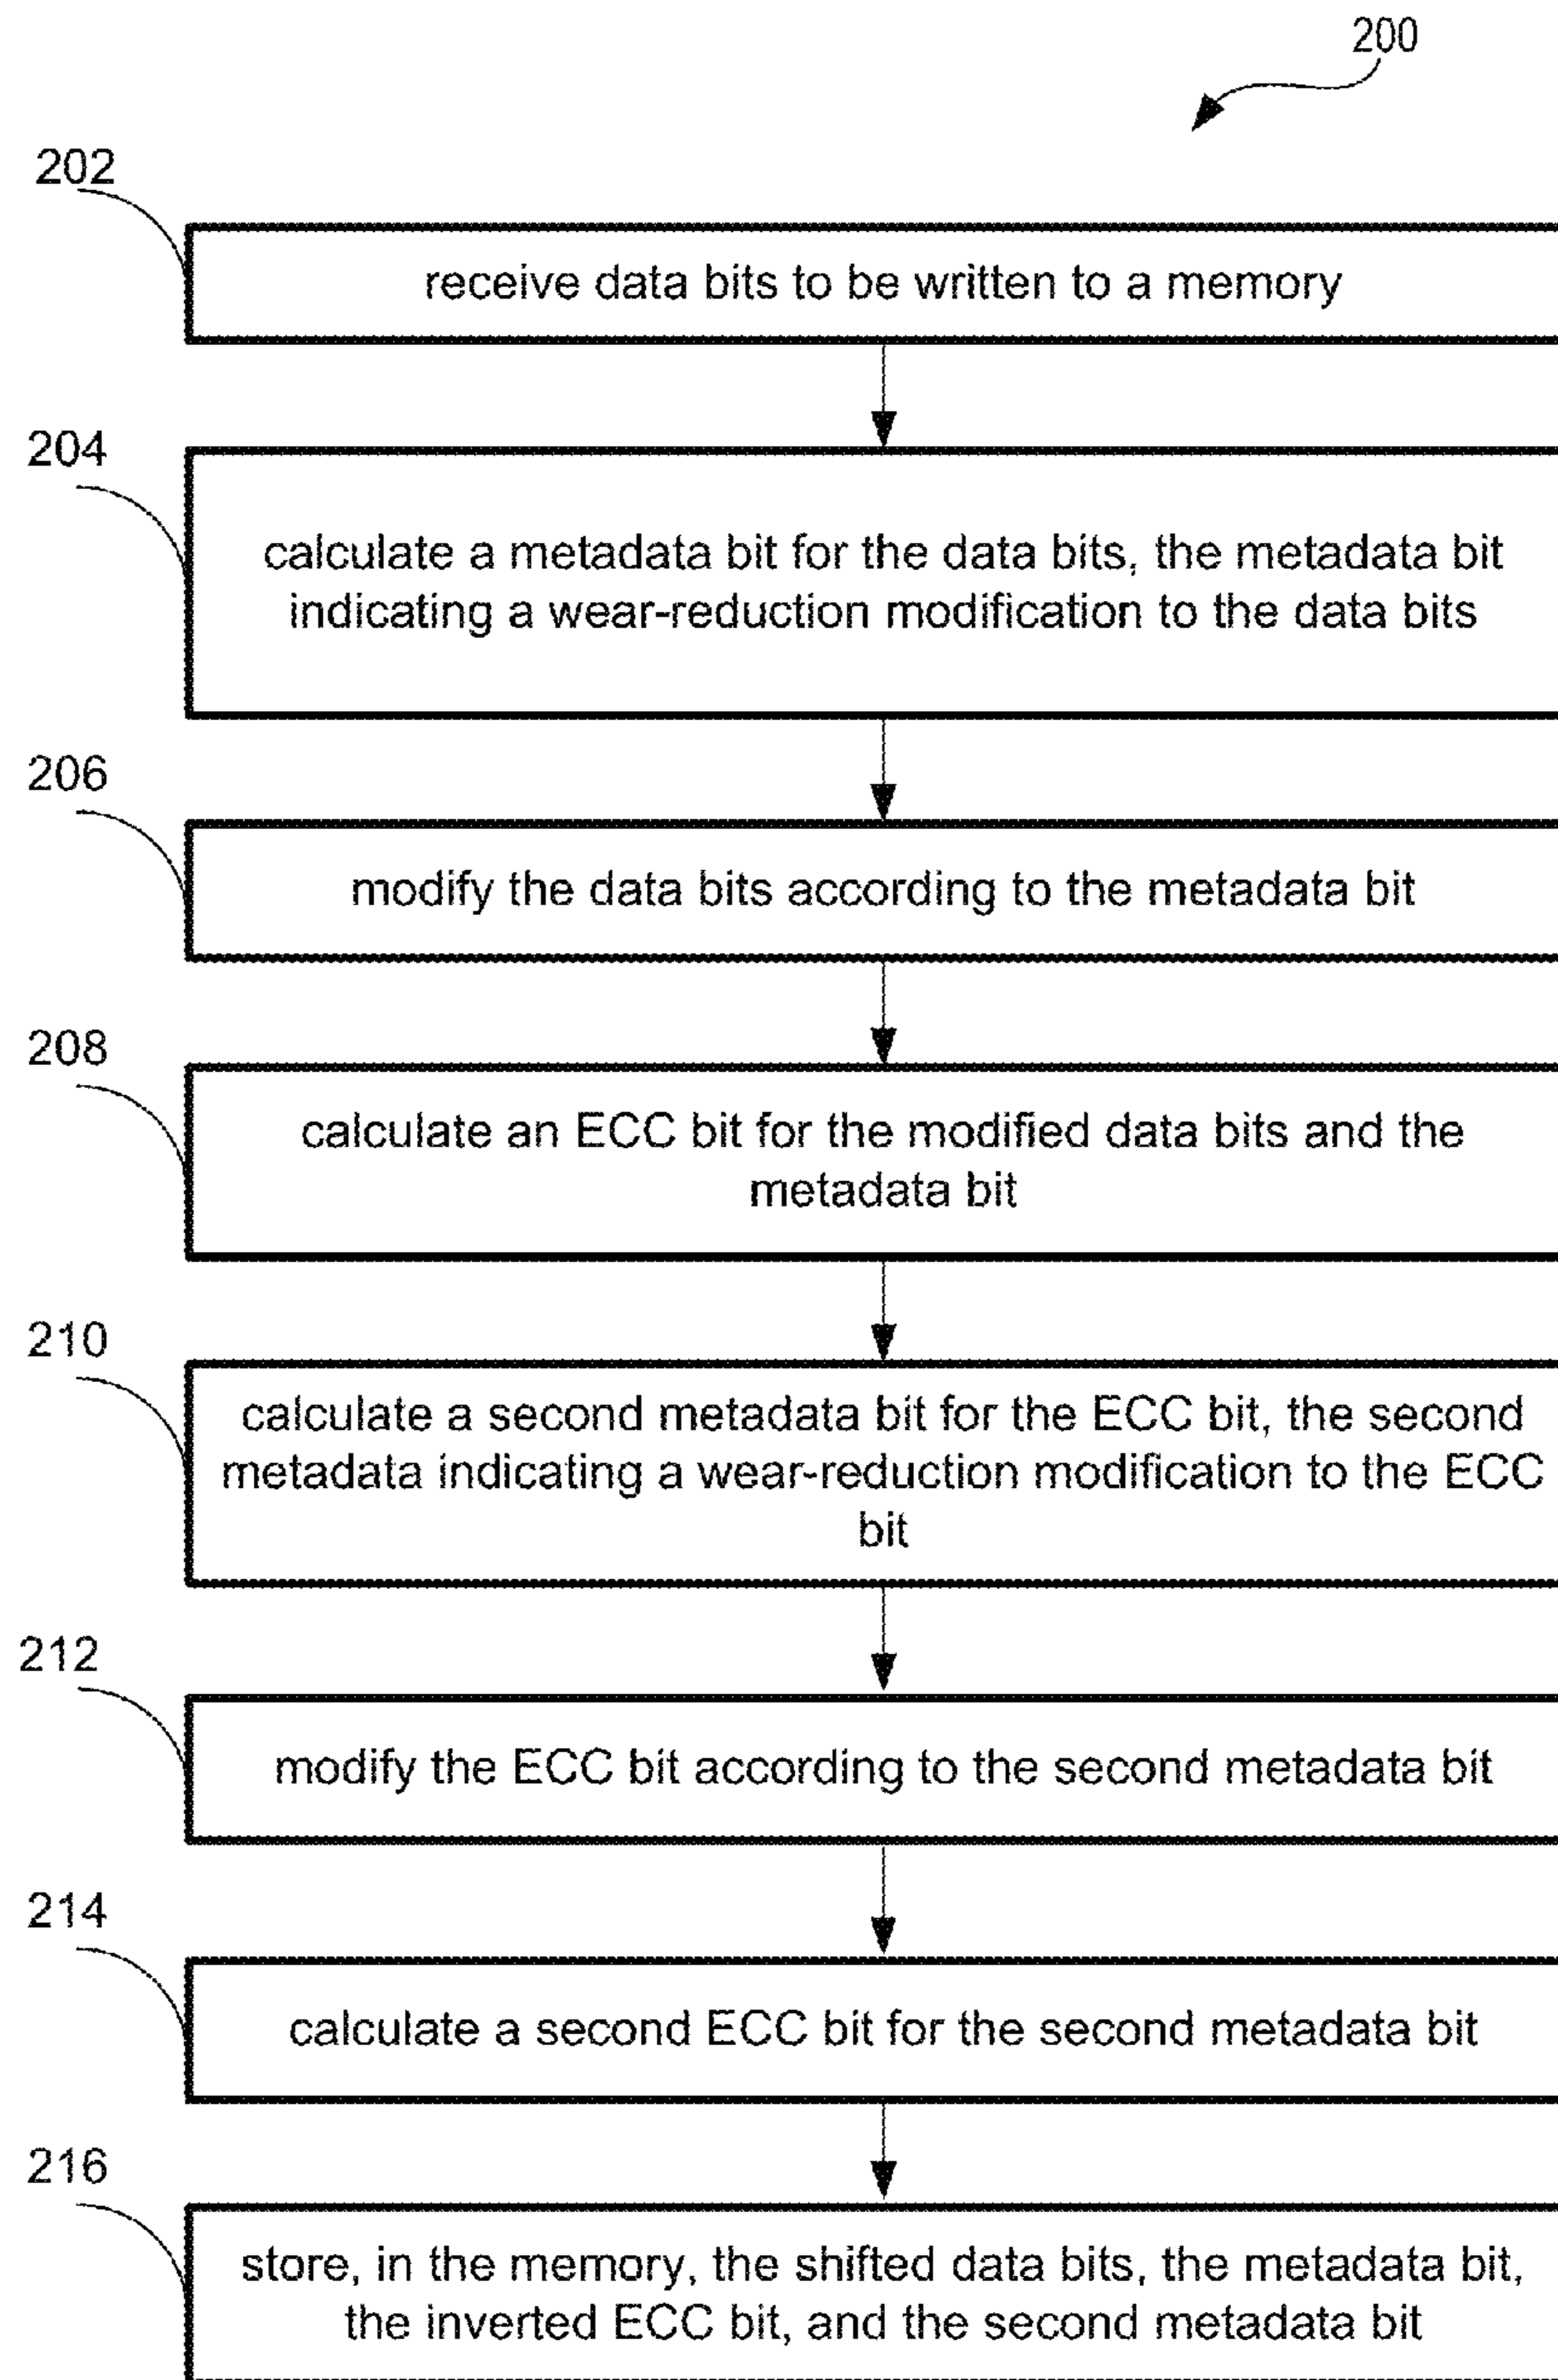 200
202
receive data bits to be written to a memory
204
calculate a metadata bit for the data bits, the metadata bit
indicating a wear-reduction modification to the data bits
206
modify the data bits according to the metadata bit
208
calculate an ECC bit for the modified data bits and the
metadata bit
210
calculate a second metadata bit for the ECC bit, the second
metadata indicating a wear-reduction modification to the ECC
bit
212
modify the ECC bit according to the second metadata bit
214
calculate a second ECC bit for the second metadata bit
216
store, in the memory, the shifted data bits, the metadata bit,
the inverted ECC bit, and the second metadata bit